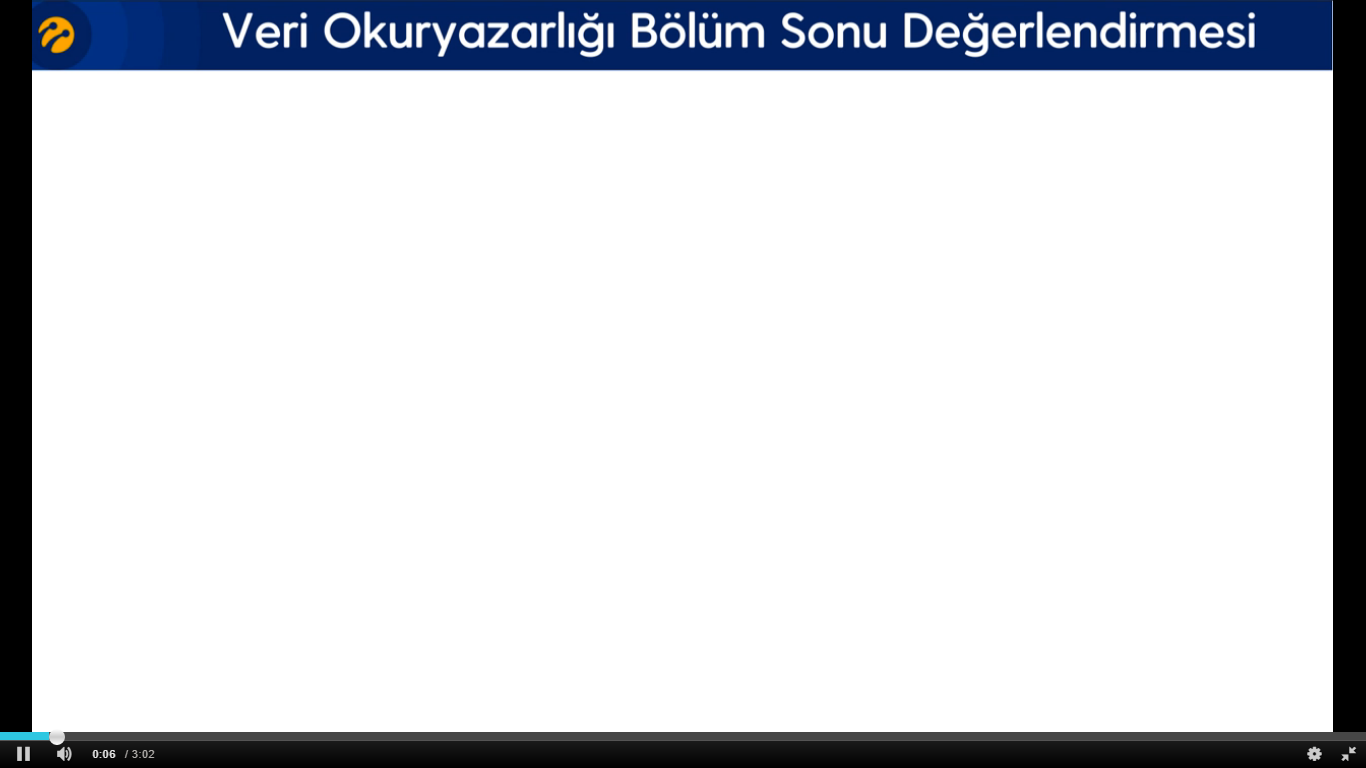 Veri Okuryazarlığı Bölüm Sonu Değerlendirmesi
0:06 / 3:02